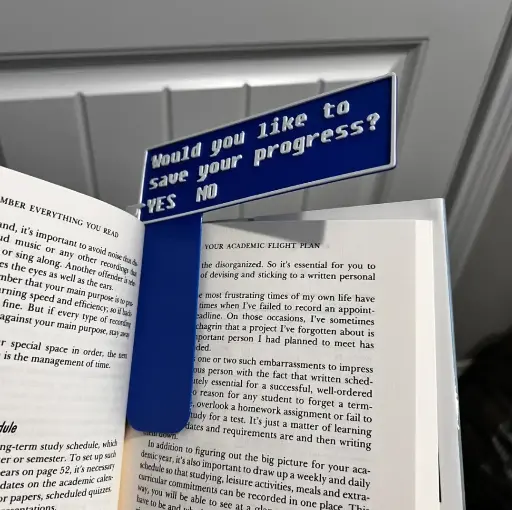 Would you like to
save your progress?
YES NO
MBER EVERYTHING YOU READ
and, it's important to avoid noise that
ud music or any other recordings that
or sing along. Another offender is
es the eyes as well as the ears.
mber that your main purpose is to
rning speed and efficiency; so if
fine. But if every type of recording
against your main purpose, stay away
r special space in order, the
is the management of time.
dule
ng-term study schedule, which
er or semester. To set up such
ears on page 52, it's necessary
dates on the academic calen-
or papers, scheduled quizzes
esentations.
YOUR ACADEMIC FLIGHT PLAN
the disorganized. So it's essential for you to
of devising and sticking to a written personal
e most frustrating times of my own life have
times when I've failed to record an appoint-
eadline. On those occasions, I've sometimes
chagrin that a project I've forgotten about is
portant person I had planned to meet has
ded.
one or two such embarrassments to impress
ous person with the fact that written sched-
utely essential for a successful, well-ordered
o reason for any student to forget a term-
, overlook a homework assignment or fail to
tudy for a test. It's just a matter of learning
dates and requirements are and then writing
down.
In addition to figuring out the big picture for your aca-
demic year, it's also important to draw up a weekly and daily
schedule so that studying, leisure activities, meals and extra-
curricular commitments can be recorded in one place. This
way, you will be able to see at a glance
to have to be and